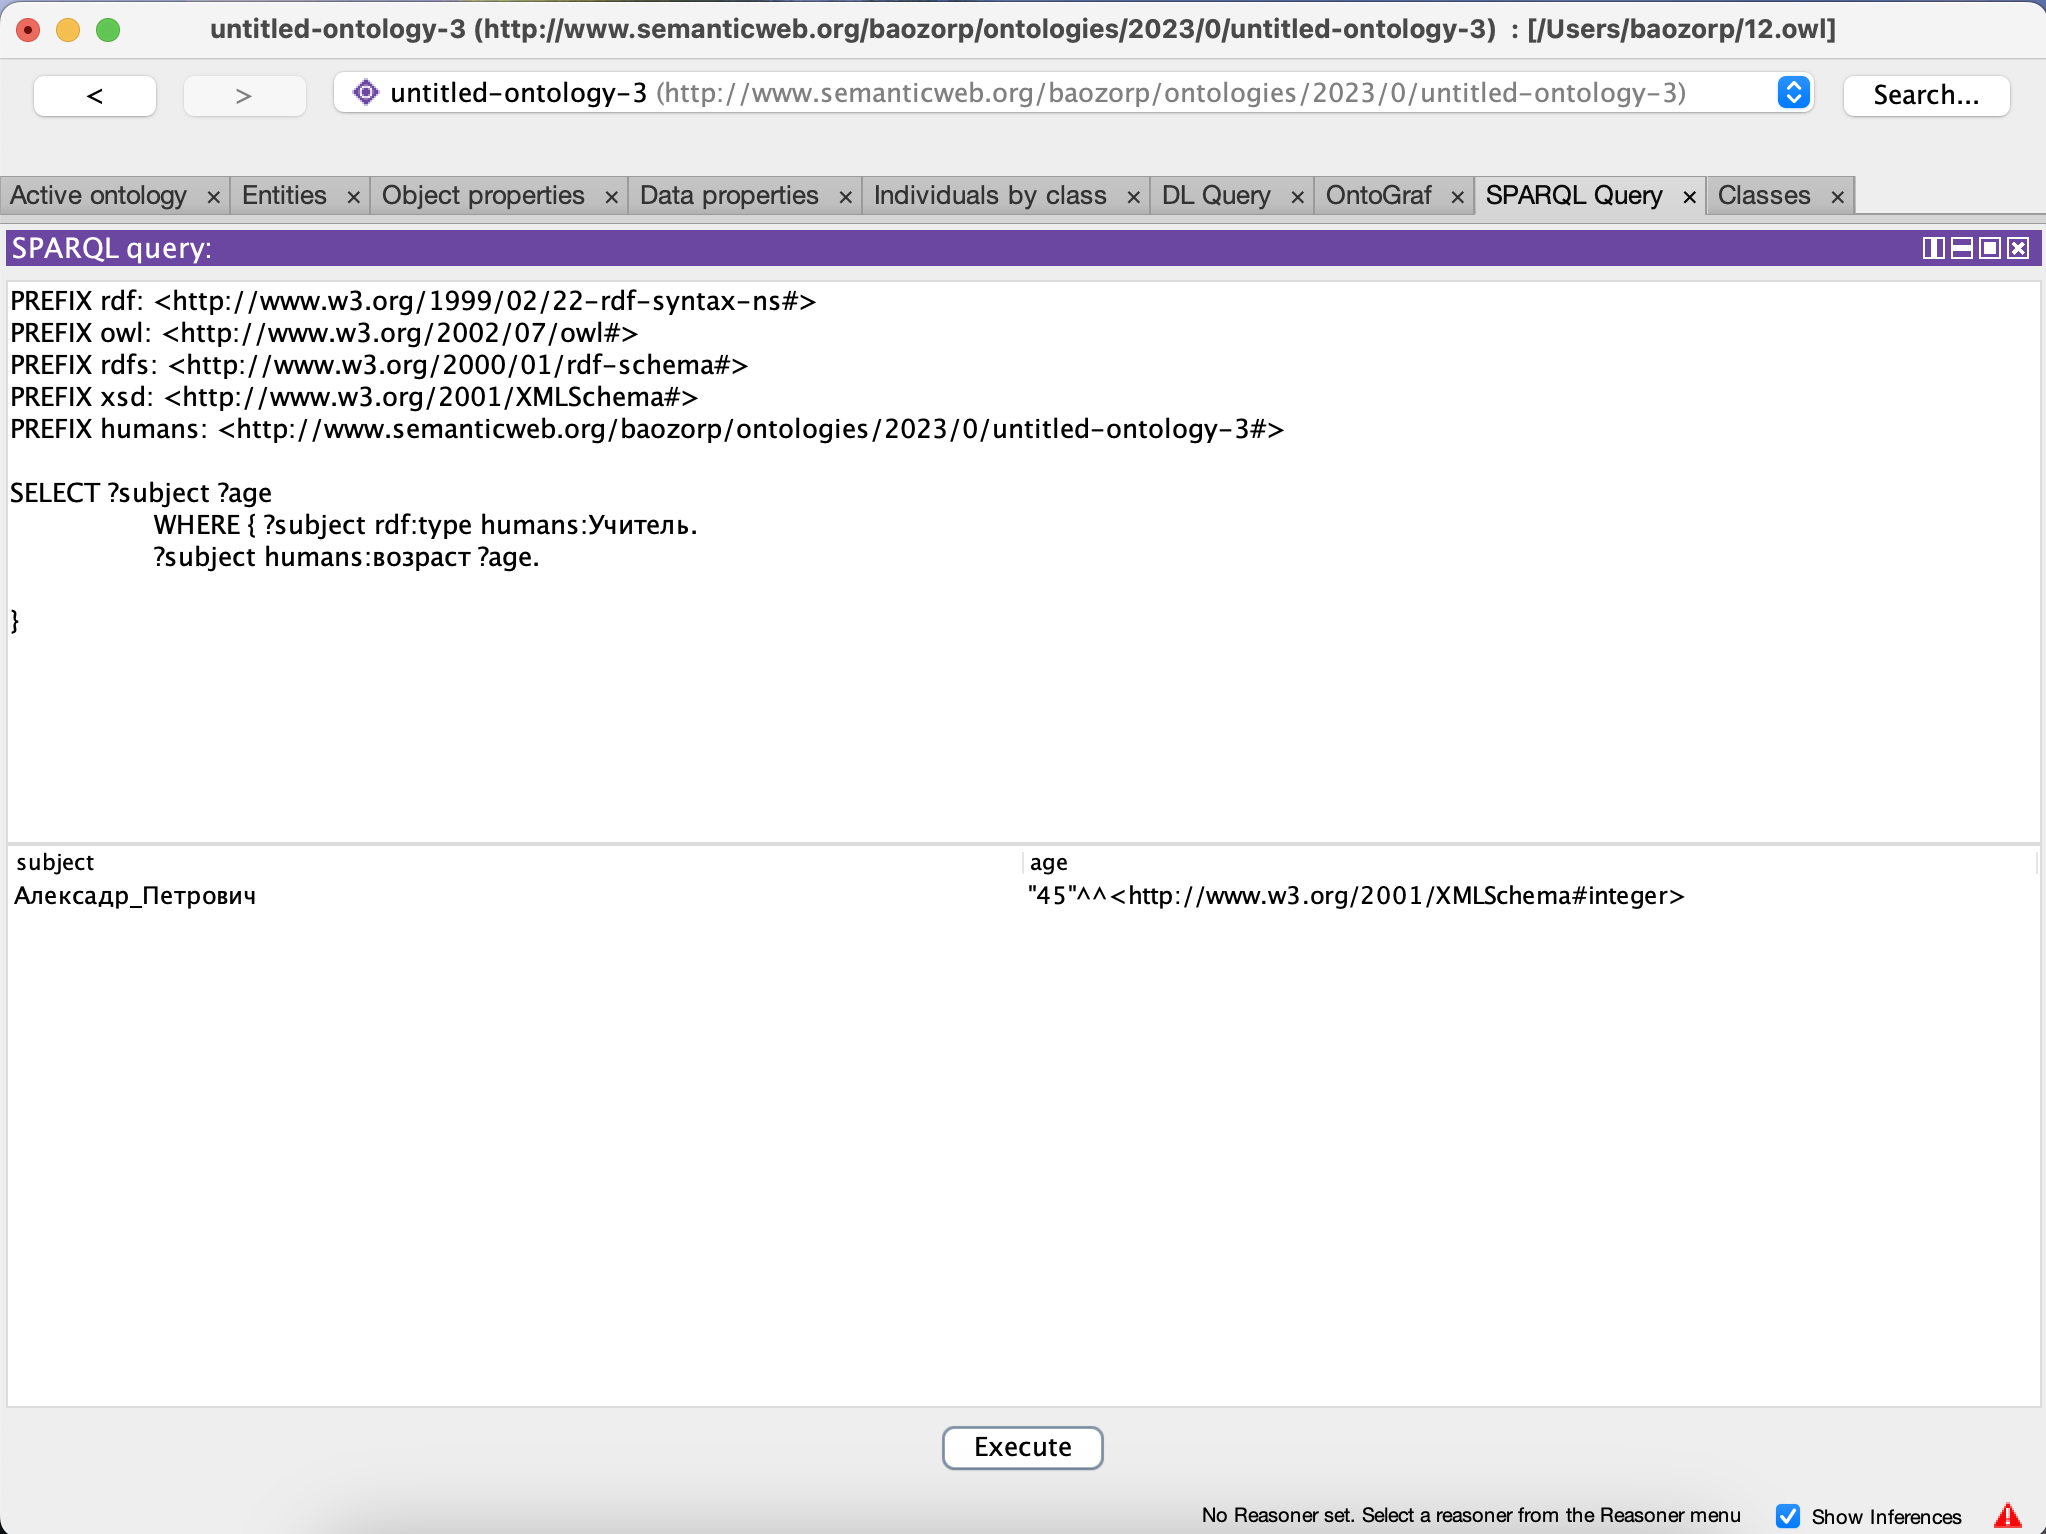 untitled-ontology-3 (http://www.semanticweb.org/baozorp/ontologies/2023/0/untitled-ontology-3)  : [/Users/baozorp/12.owl]
< > untitled-ontology-3 (http://www.semanticweb.org/baozorp/ontologies/2023/0/untitled-ontology-3) Search...
Active ontology × Entities × Object properties × Data properties × Individuals by class × DL Query × OntoGraf × SPARQL Query × Classes ×
SPARQL query:
PREFIX rdf: <http://www.w3.org/1999/02/22-rdf-syntax-ns#>
PREFIX owl: <http://www.w3.org/2002/07/owl#>
PREFIX rdfs: <http://www.w3.org/2000/01/rdf-schema#>
PREFIX xsd: <http://www.w3.org/2001/XMLSchema#>
PREFIX humans: <http://www.semanticweb.org/baozorp/ontologies/2023/0/untitled-ontology-3#>
SELECT ?subject ?age
WHERE { ?subject rdf:type humans:Учитель.
?subject humans:возраст ?age.
}
subject age
Алексадр_Петрович "45"^^<http://www.w3.org/2001/XMLSchema#integer>
Execute
No Reasoner set. Select a reasoner from the Reasoner menu Show Inferences